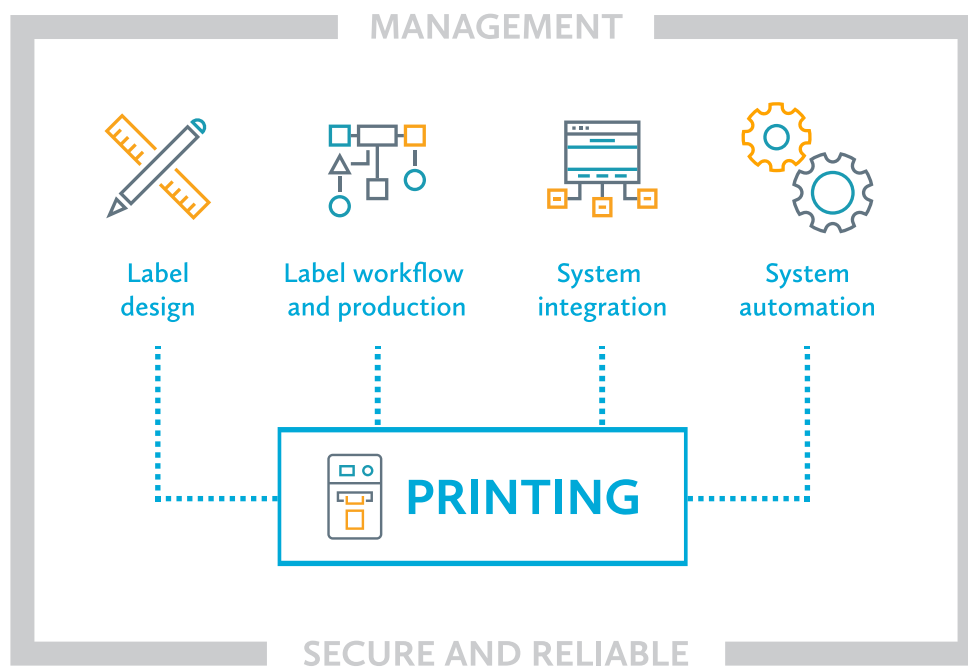 MANAGEMENT
Label
design
Label workflow
and production
System
integration
System
automation
PRINTING
SECURE AND RELIABLE